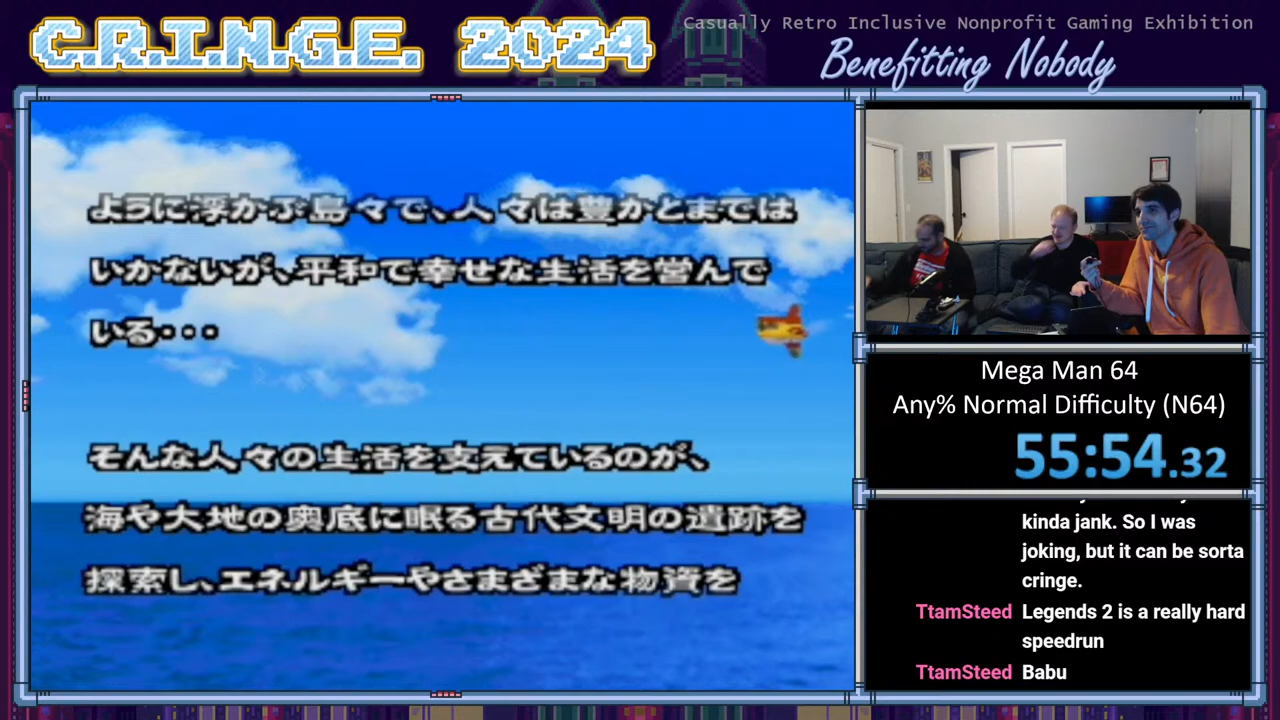 C.R.I.N.G.E. 2024
Casually Retro Inclusive Nonprofit Gaming Exhibition
Benefitting Nobody
ように浮かぶ島々で、人々は豊かとまでは
いかないが、平和で幸せな生活を営んで
いる・・・
そんな人々の生活を支えているのが、
海や大地の奥底に眠る古代文明の遺跡を
探索し、エネルギーやさまざまな物資を
Mega Man 64
Any% Normal Difficulty (N64)
55:54.32
kinda jank. So I was
joking, but it can be sorta
cringe.
TtamSteed Legends 2 is a really hard
speedrun
TtamSteed Babu